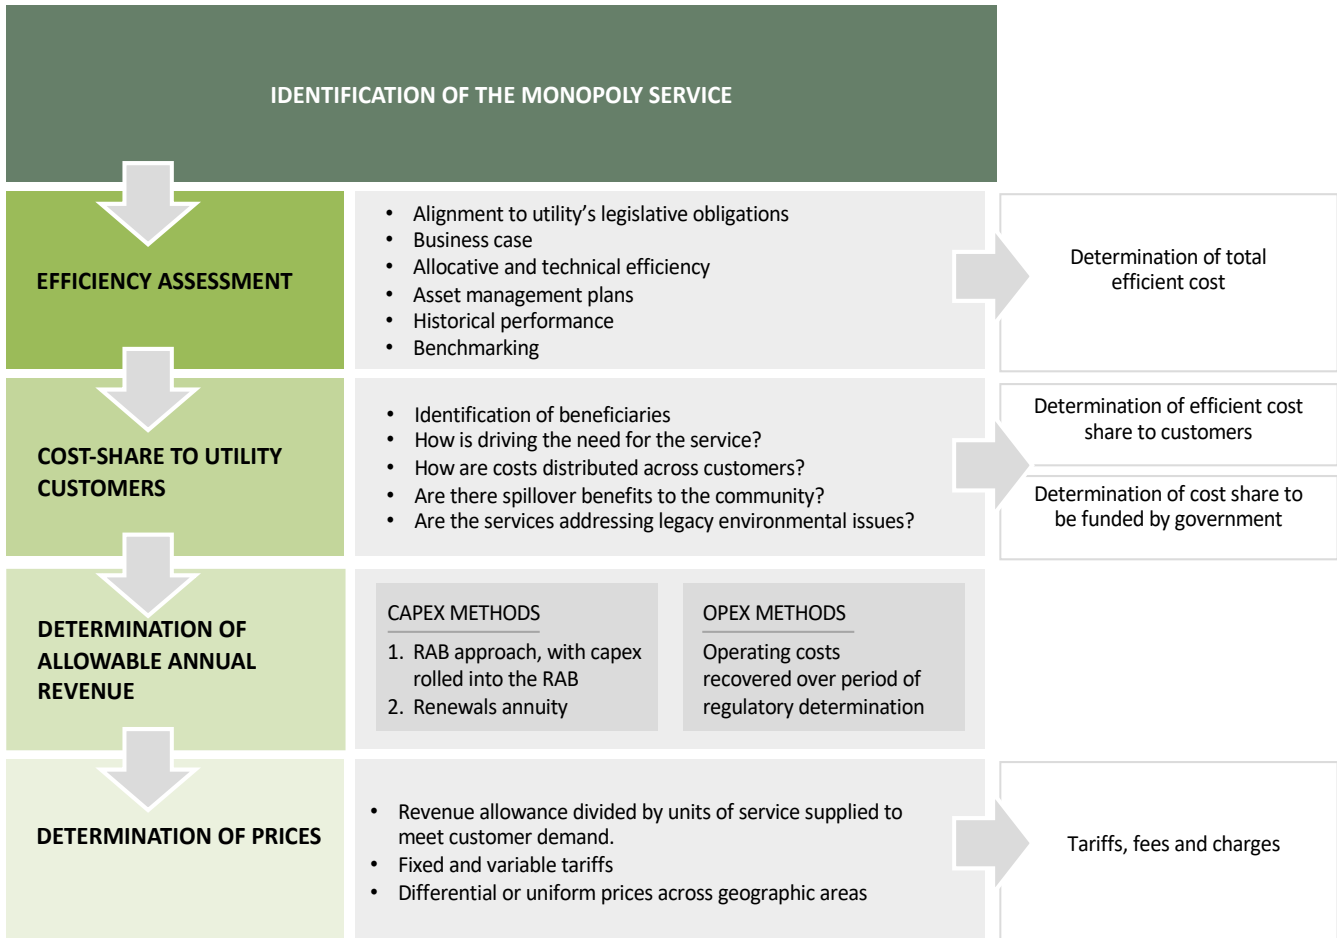 IDENTIFICATION OF THE MONOPOLY SERVICE
EFFICIENCY ASSESSMENT
• Alignment to utility’s legislative obligations
• Business case
• Allocative and technical efficiency
• Asset management plans
• Historical performance
• Benchmarking
Determination of total
efficient cost
COST-SHARE TO UTILITY
CUSTOMERS
• Identification of beneficiaries
• How is driving the need for the service?
• How are costs distributed across customers?
• Are there spillover benefits to the community?
• Are the services addressing legacy environmental issues?
Determination of efficient cost
share to customers
Determination of cost share to
be funded by government
DETERMINATION OF
ALLOWABLE ANNUAL
REVENUE
CAPEX METHODS
1. RAB approach, with capex
rolled into the RAB
2. Renewals annuity
OPEX METHODS
Operating costs
recovered over period of
regulatory determination
DETERMINATION OF PRICES
• Revenue allowance divided by units of service supplied to
meet customer demand.
• Fixed and variable tariffs
• Differential or uniform prices across geographic areas
Tariffs, fees and charges